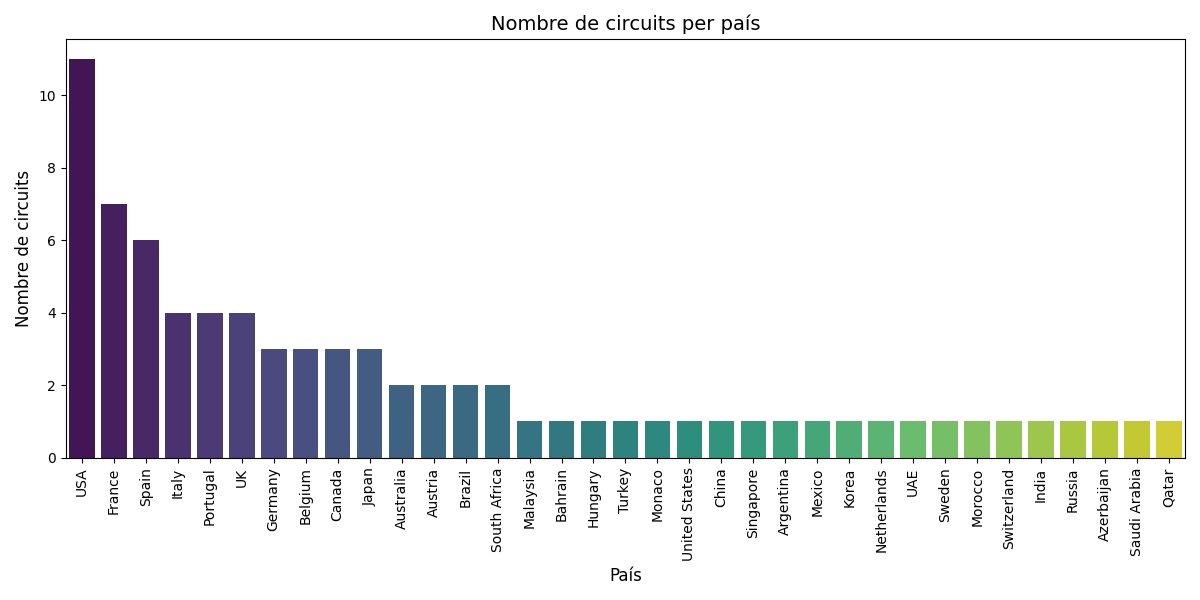 Nombre de circuits per país
Nombre de circuits
10
8
6
4
2
0
USA
France
Spain
Italy
Portugal
UK
Germany
Belgium
Canada
Japan
Australia
Austria
Brazil
South Africa
Malaysia
Bahrain
Hungary
Turkey
Monaco
United States
China
Singapore
Argentina
Mexico
Korea
Netherlands
UAE
Sweden
Morocco
Switzerland
India
Russia
Azerbaijan
Saudi Arabia
Qatar
País